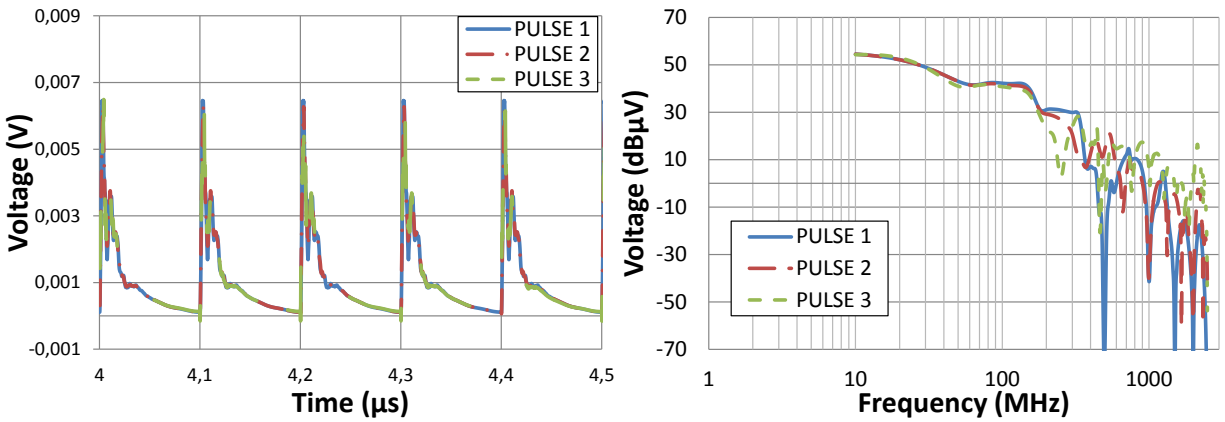 0,009
0,007
0,005
0,003
0,001
-0,001
Voltage (V)
4
4,1
4,2
4,3
4,4
4,5
Time (µs)
PULSE 1
PULSE 2
PULSE 3
70
50
30
10
-10
-30
-50
-70
Voltage (dBµV)
1
10
100
1000
Frequency (MHz)
PULSE 1
PULSE 2
PULSE 3